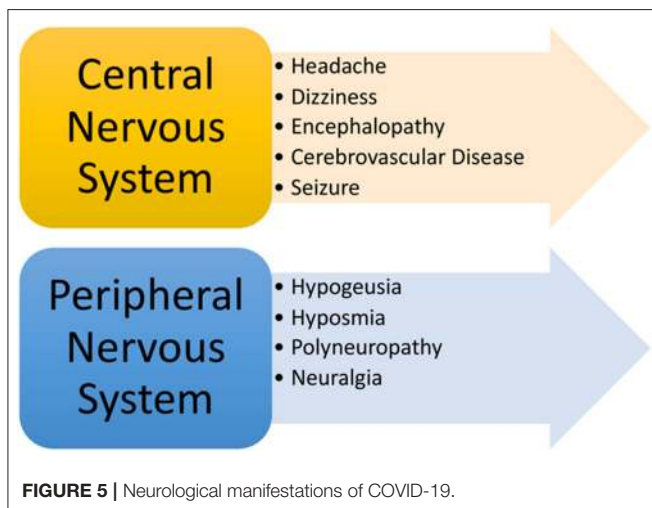 Central
Nervous
System
• Headache
• Dizziness
• Encephalopathy
• Cerebrovascular Disease
• Seizure
Peripheral
Nervous
System
• Hypogeusia
• Hyposmia
• Polyneuropathy
• Neuralgia
FIGURE 5 | Neurological manifestations of COVID-19.